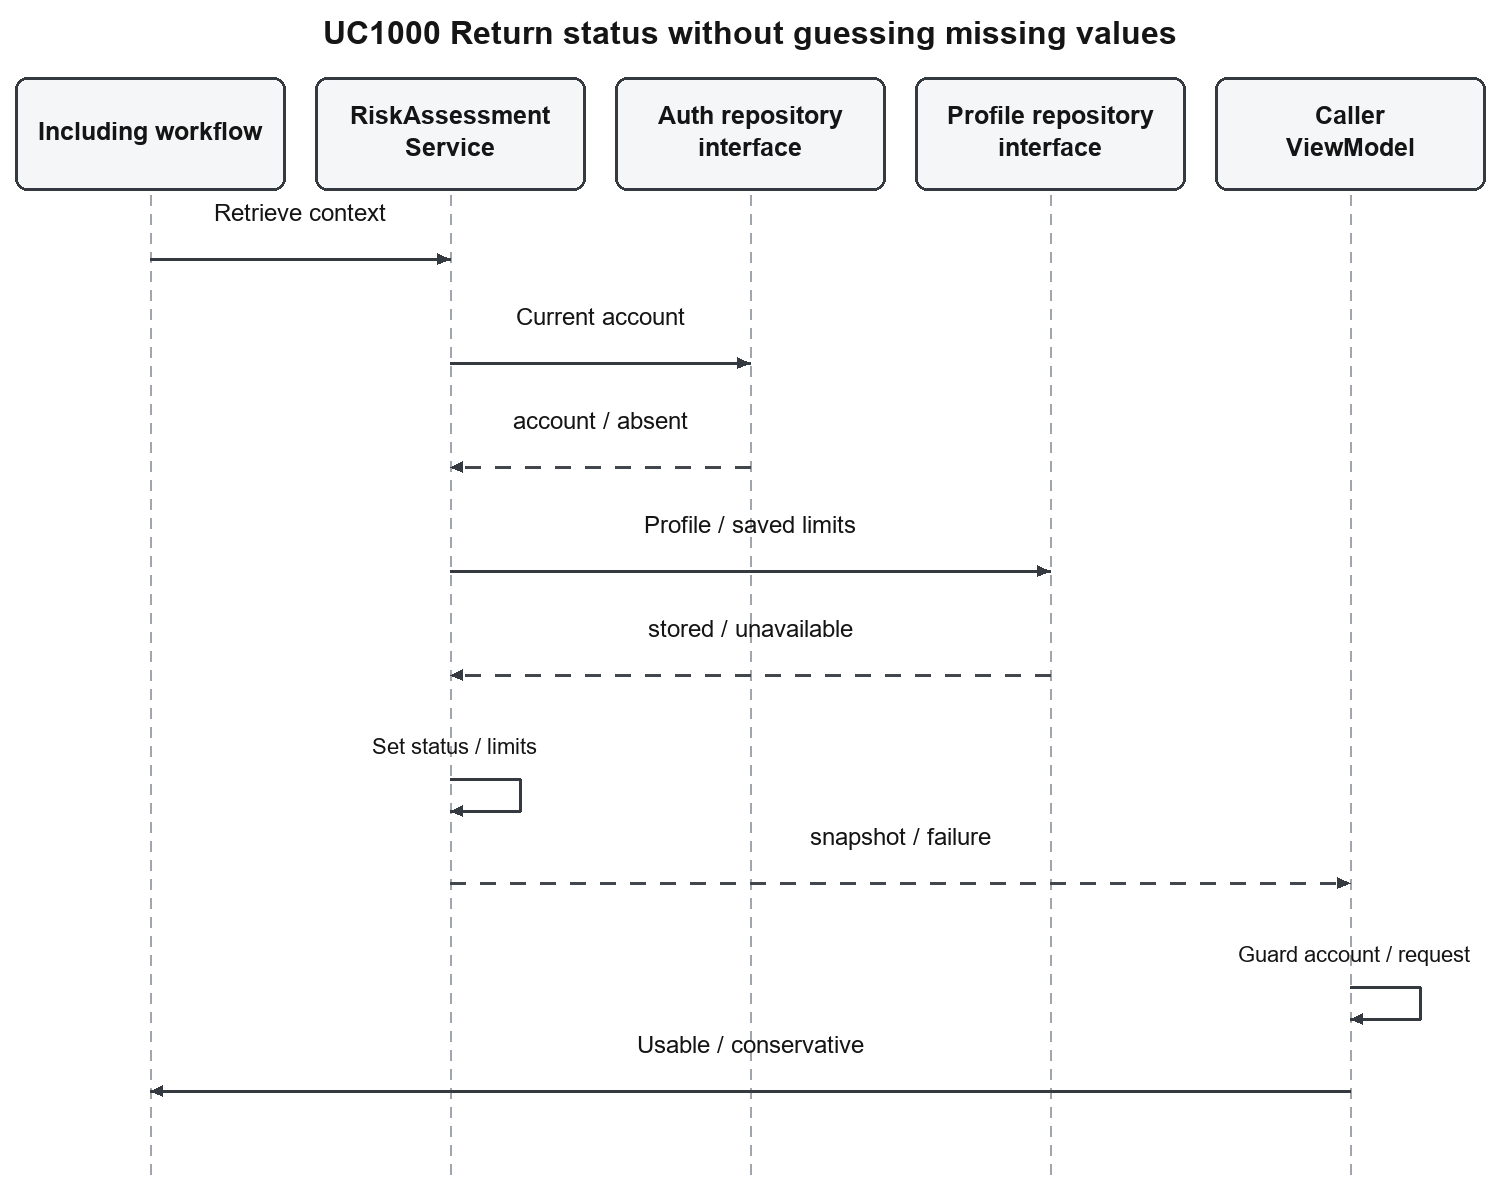 UC1000 Return status without guessing missing values
Including workflow
RiskAssessment
Service
Auth repository
interface
Profile repository
interface
Caller
ViewModel
Retrieve context
Current account
account / absent
Profile / saved limits
stored / unavailable
Set status / limits
snapshot / failure
Guard account / request
Usable / conservative